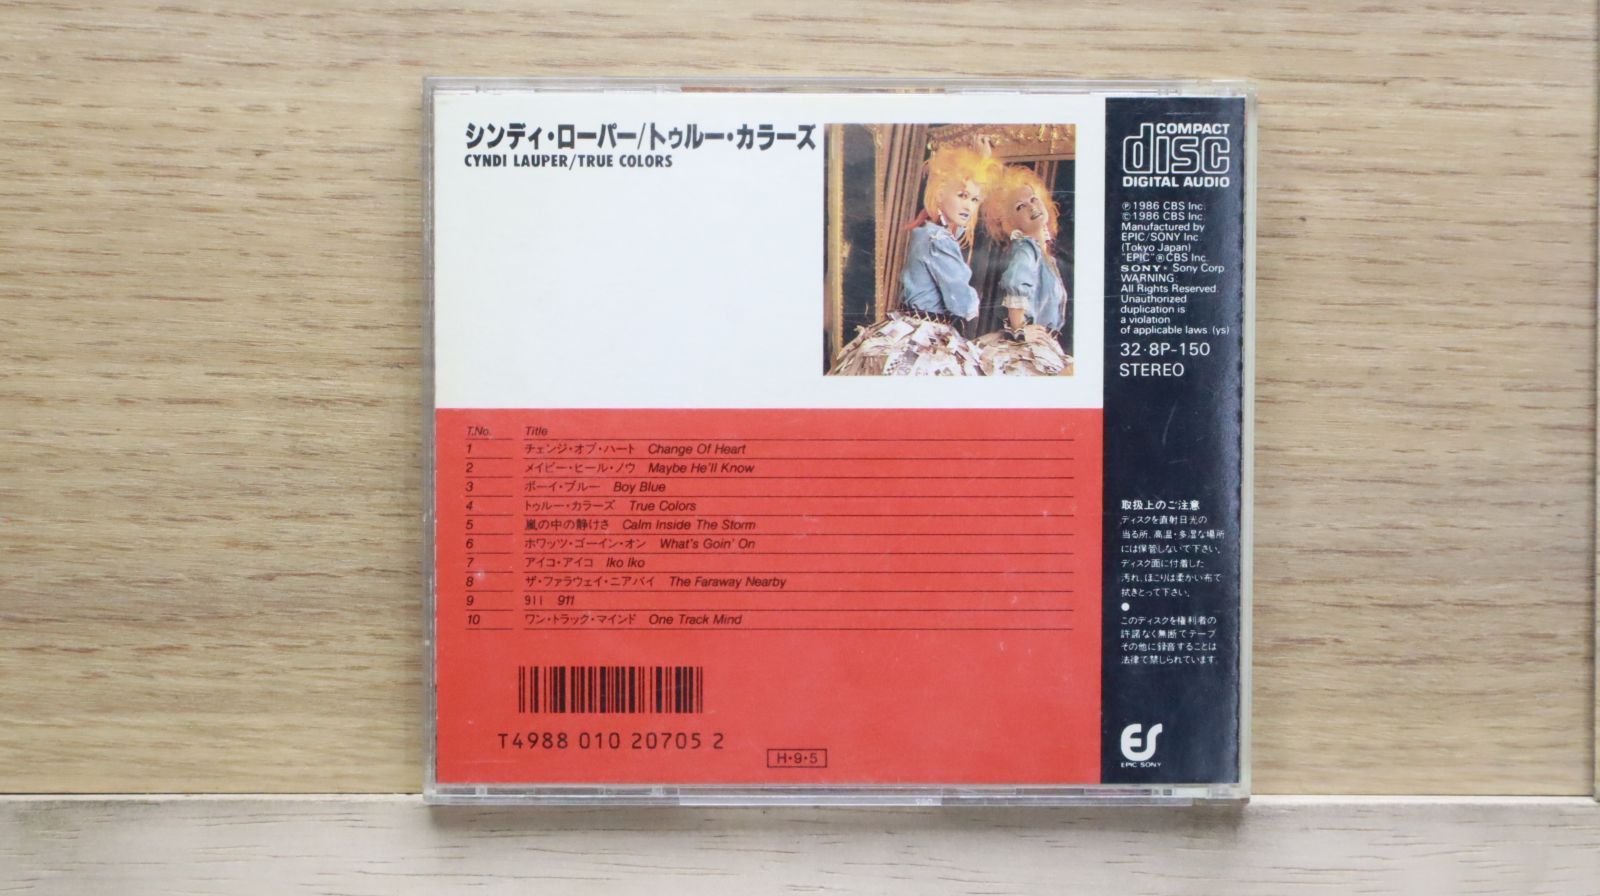 シンディ・ローパー/トゥルー・カラーズ
CYNDI LAUPER/TRUE COLORS
T.No. Title
1 チェンジ・オブ・ハート Change Of Heart
2 メイビー・ヒール・ノウ Maybe He'll Know
3 ボーイ・ブルー Boy Blue
4 トゥルー・カラーズ True Colors
5 嵐の中の静けさ Calm Inside The Storm
6 ホワッツ・ゴーイン・オン What's Goin' On
7 アイコ・アイコ Iko Iko
8 ザ・ファラウェイ・ニアバイ The Faraway Nearby
9 911 911
10 ワン・トラック・マインド One Track Mind
T4988 010 20705 2
H・9・5
COMPACT
disc
DIGITAL AUDIO
℗1986 CBS Inc.
©1986 CBS Inc.
Manufactured by
EPIC/SONY Inc.
(Tokyo Japan)
"EPIC"®CBS Inc.
SONY® Sony Corp.
WARNING:
All Rights Reserved.
Unauthorized
duplication is
a violation
of applicable laws. (ys)
32・8P-150
STEREO
取扱上のご注意
ディスクを直射日光の
当る所、高温・多湿な場所
には保管しないで下さい。
ディスク面に付着した
汚れ、ほこりは柔かい布で
拭きとって下さい。
●
このディスクを権利者の
許諾なく無断でテープ
その他に録音することは
法律で禁じられています。
ES
EPIC SONY